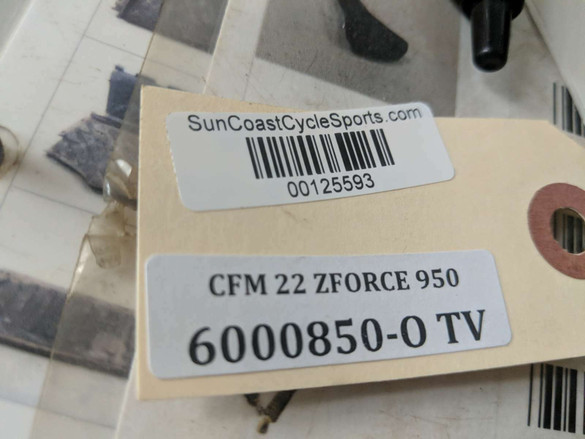 SunCoastCycleSports.com
00125593
CFM 22 ZFORCE 950
6000850-O TV